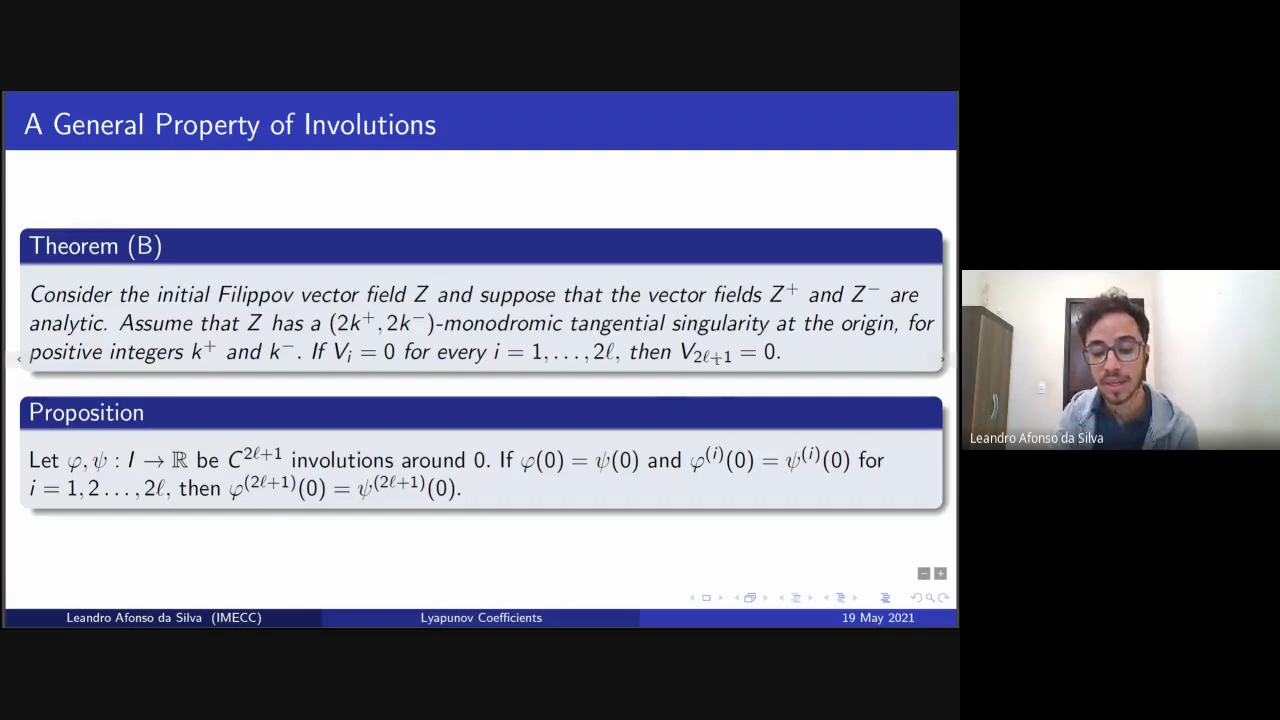 A General Property of Involutions
Theorem (B)
Consider the initial Filippov vector field Z and suppose that the vector fields Z⁺ and Z⁻ are
analytic. Assume that Z has a (2k⁺, 2k⁻)-monodromic tangential singularity at the origin, for
positive integers k⁺ and k⁻. If Vᵢ = 0 for every i = 1, . . . , 2ℓ, then V₂ℓ₊₁ = 0.
Proposition
Let φ, ψ : I → ℝ be C²ℓ⁺¹ involutions around 0. If φ(0) = ψ(0) and φ⁽ⁱ⁾(0) = ψ⁽ⁱ⁾(0) for
i = 1, 2 . . . , 2ℓ, then φ⁽²ℓ⁺¹⁾(0) = ψ⁽²ℓ⁺¹⁾(0).
Leandro Afonso da Silva (IMECC)
Lyapunov Coefficients
19 May 2021
Leandro Afonso da Silva